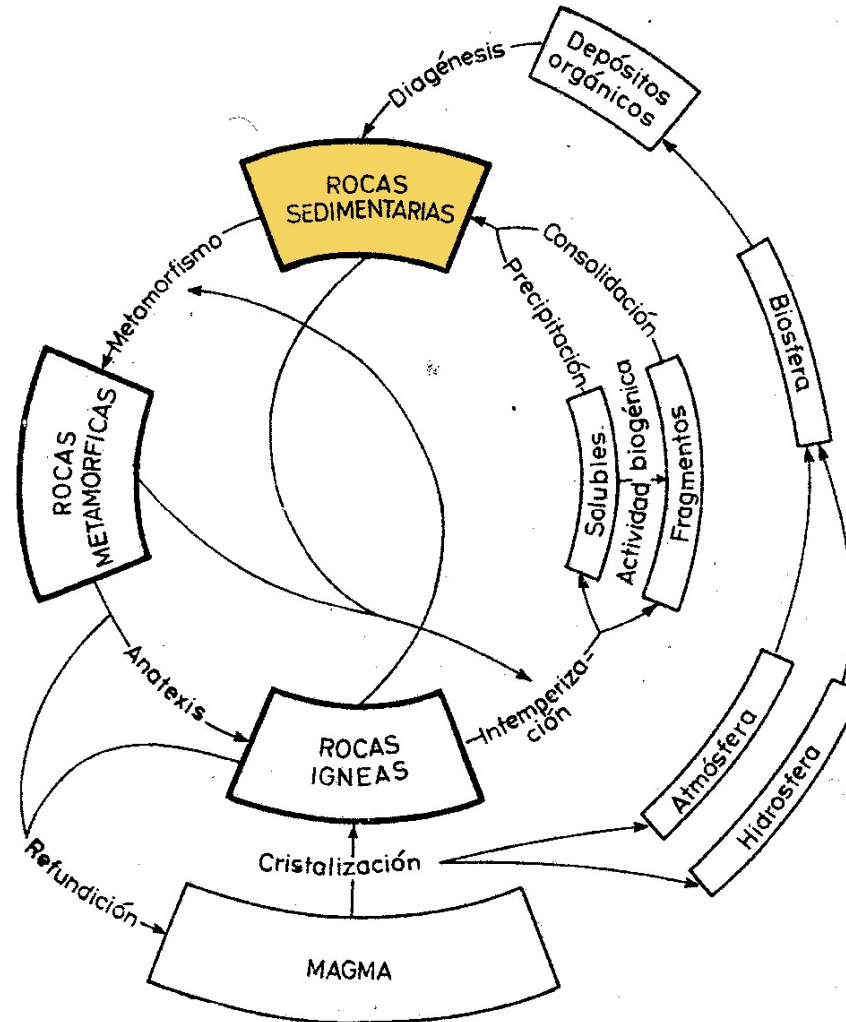 Depósitos
orgánicos
Diagénesis
ROCAS
SEDIMENTARIAS
Metamorfismo
Consolidación
Precipitación
Biosfera
ROCAS
METAMORFICAS
Solubles
Actividad biogénica
Fragmentos
Anatexis
Intemperiza=
ción
ROCAS
IGNEAS
Atmósfera
Hidrosfera
Refundición
Cristalización
MAGMA